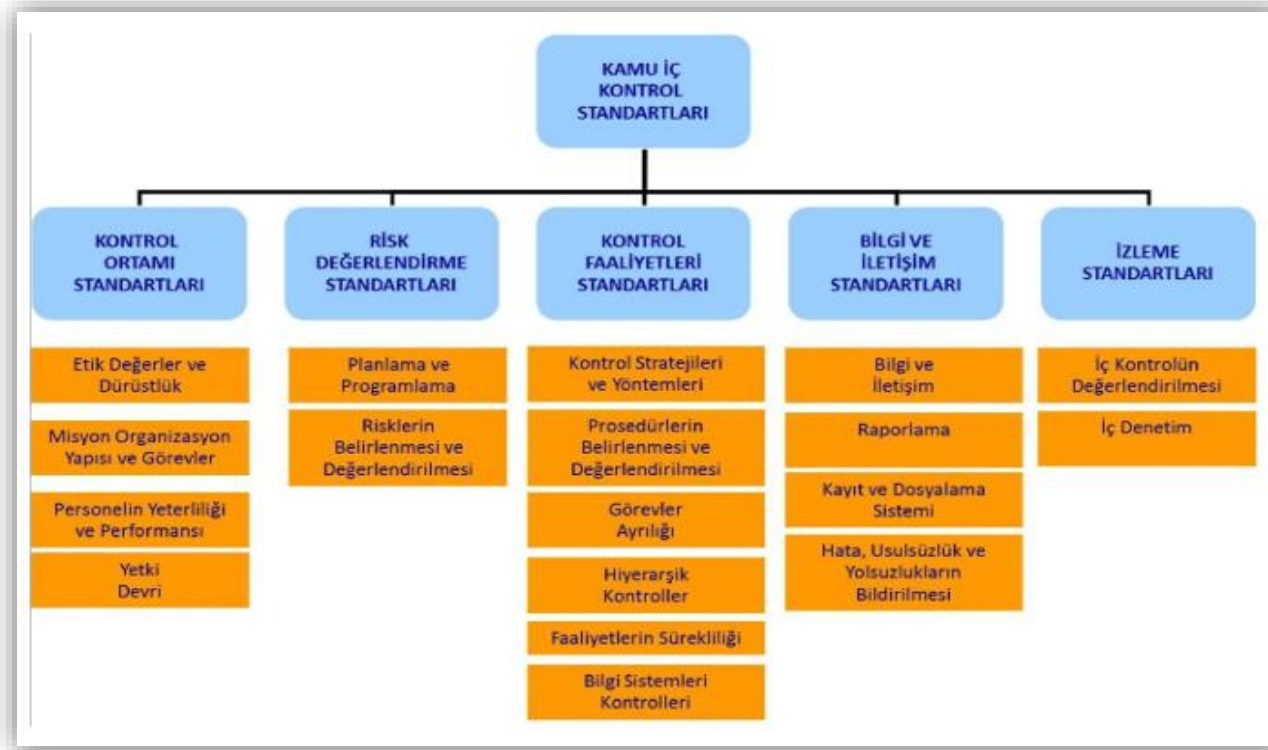 KAMU İÇ
KONTROL
STANDARTLARI
KONTROL
ORTAMI
STANDARTLARI
RİSK
DEĞERLENDİRME
STANDARTLARI
KONTROL
FAALİYETLERİ
STANDARTLARI
BİLGİ VE
İLETİŞİM
STANDARTLARI
İZLEME
STANDARTLARI
Etik Değerler ve
Dürüstlük
Misyon Organizasyon
Yapısı ve Görevler
Personelin Yeterliliği
ve Performansı
Yetki
Devri
Planlama ve
Programlama
Risklerin
Belirlenmesi ve
Değerlendirilmesi
Kontrol Stratejileri
ve Yöntemleri
Prosedürlerin
Belirlenmesi ve
Değerlendirilmesi
Görevler
Ayrılığı
Hiyerarşik
Kontroller
Faaliyetlerin Sürekliliği
Bilgi Sistemleri
Kontrolleri
Bilgi ve
İletişim
Raporlama
Kayıt ve Dosyalama
Sistemi
Hata, Usulsüzlük ve
Yolsuzlukların
Bildirilmesi
İç Kontrolün
Değerlendirilmesi
İç Denetim